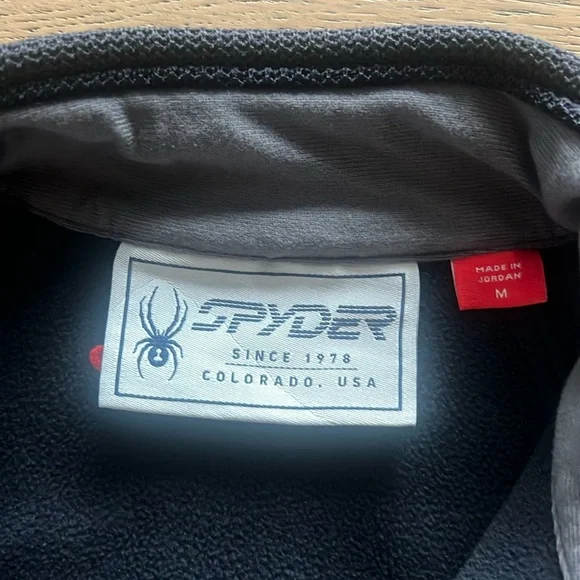 SPYDER
SINCE 1978
COLORADO. USA
MADE IN
JORDAN
M